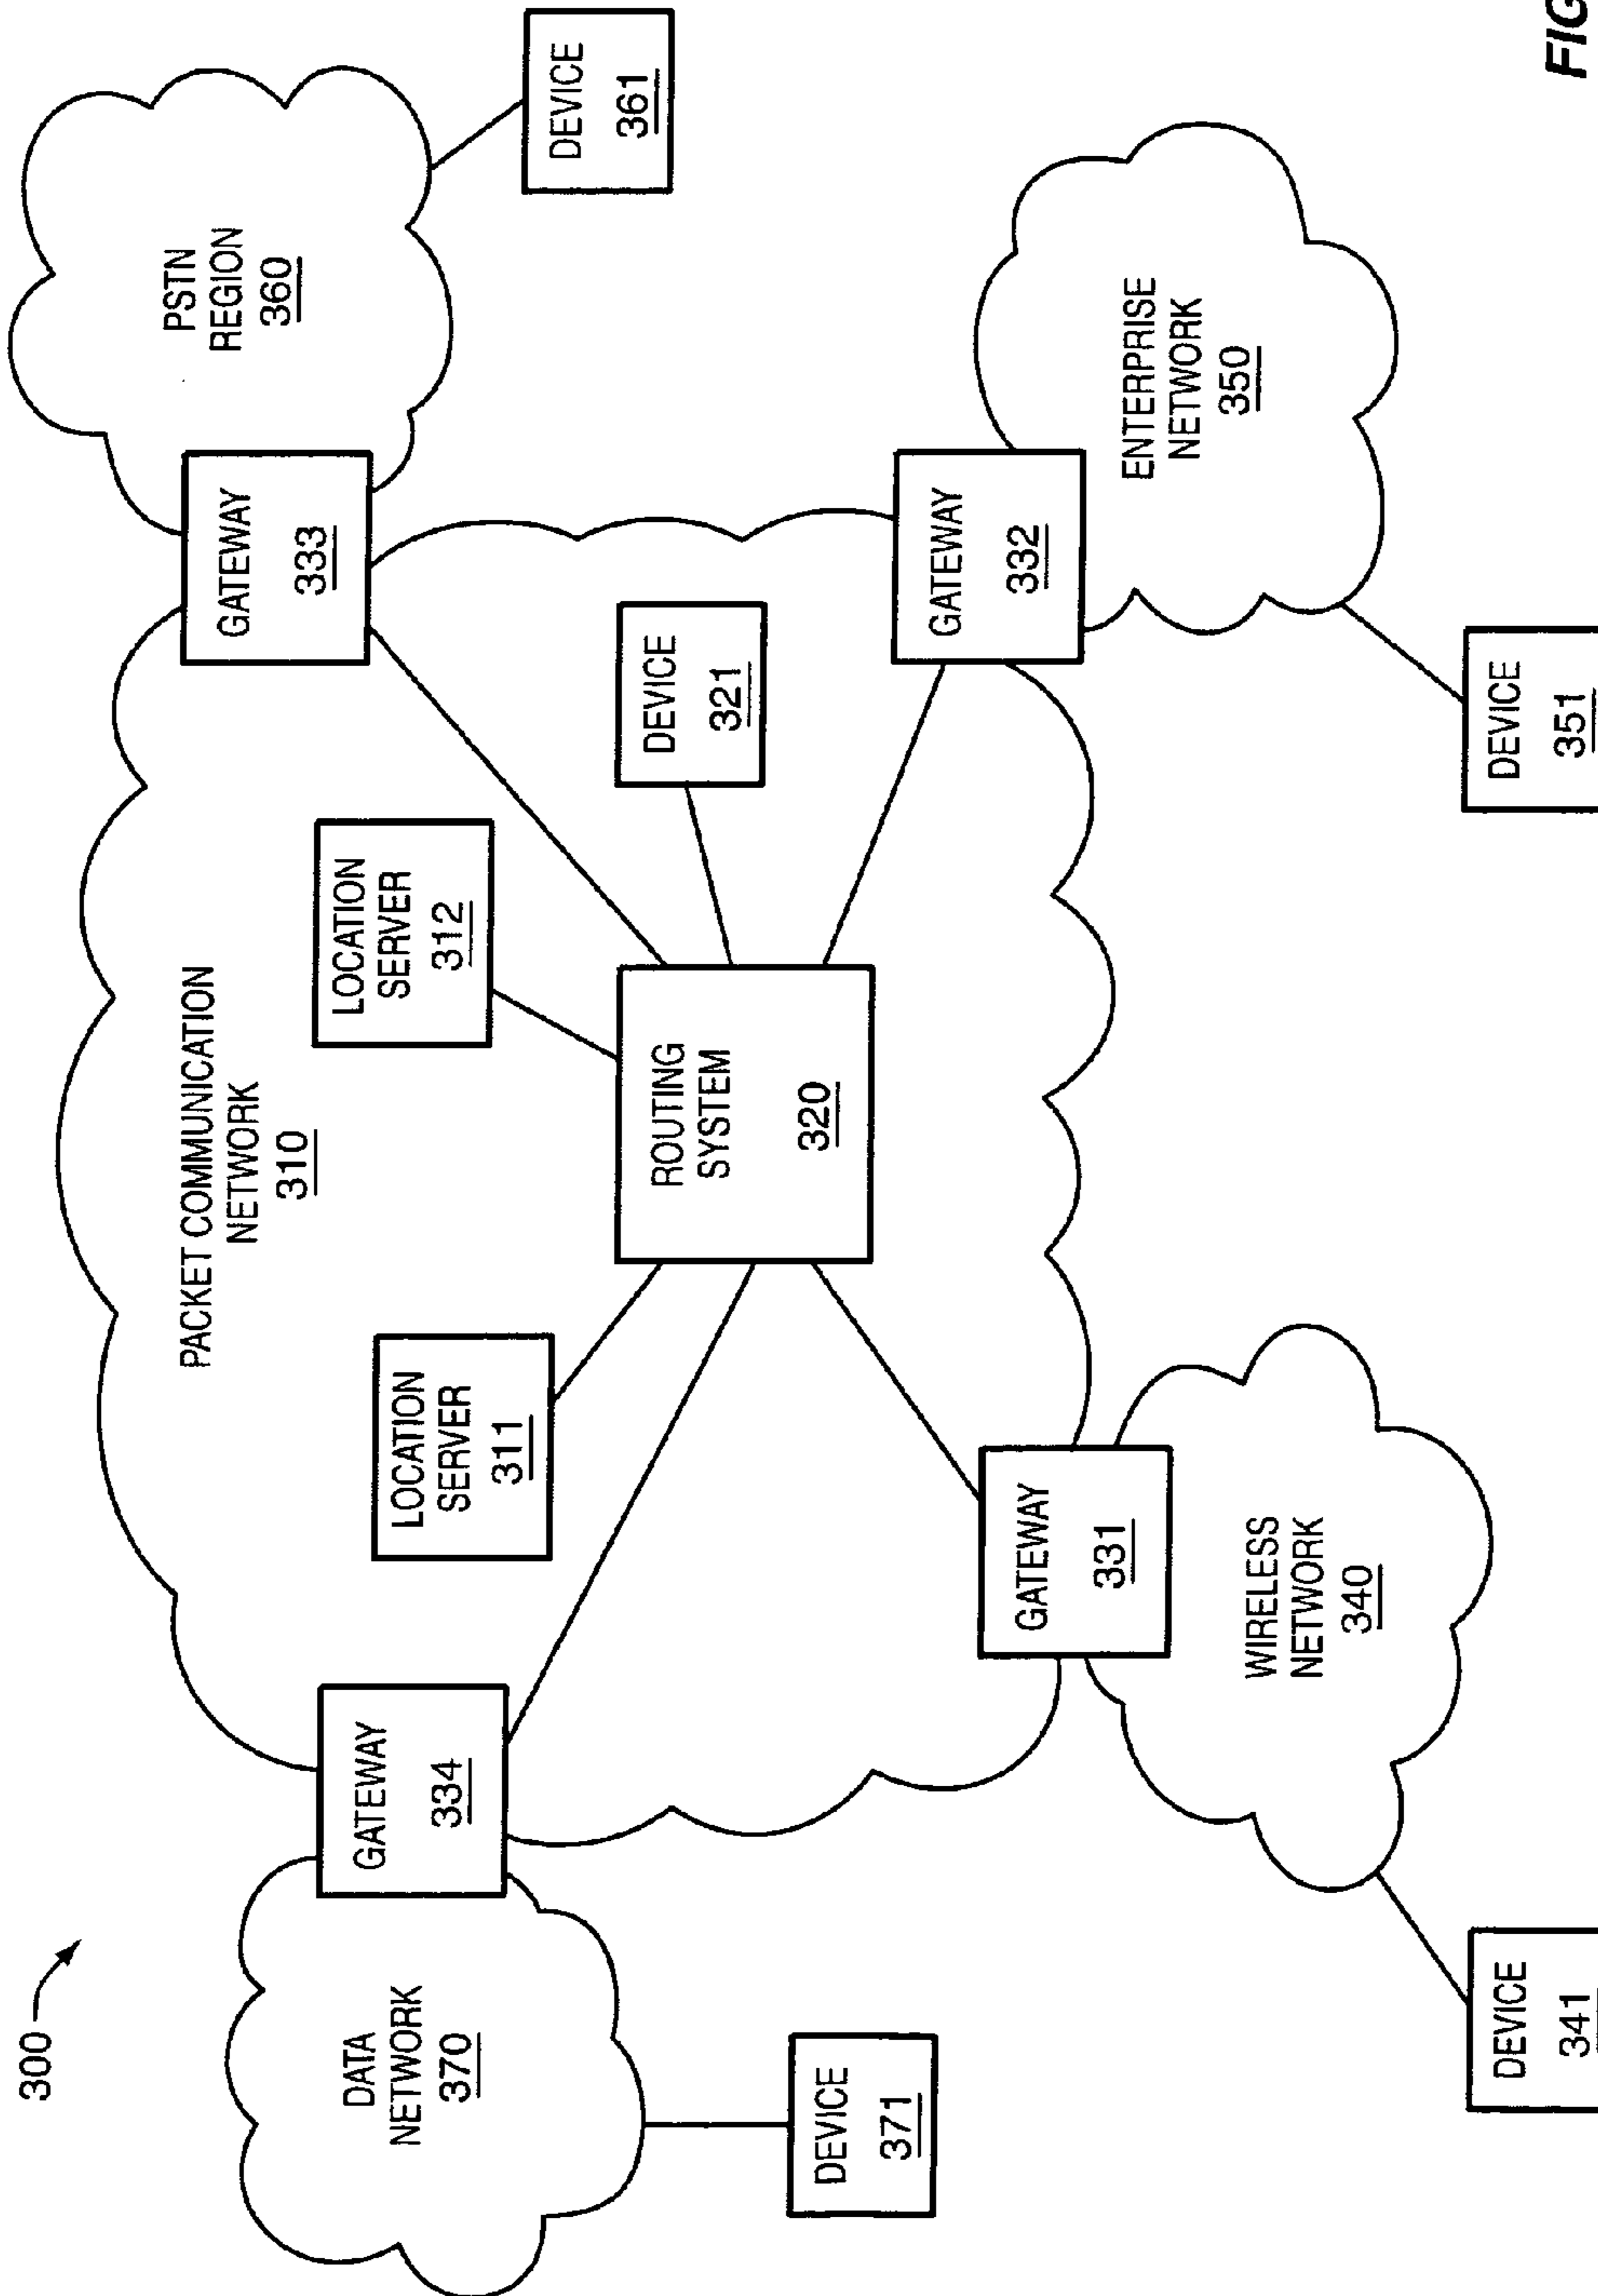 300
DATA
NETWORK
370
DEVICE
371
GATEWAY
334
PACKET COMMUNICATION
NETWORK
310
LOCATION
SERVER
311
LOCATION
SERVER
312
ROUTING
SYSTEM
320
DEVICE
321
GATEWAY
333
PSTN
REGION
360
DEVICE
361
GATEWAY
331
WIRELESS
NETWORK
340
DEVICE
341
GATEWAY
332
ENTERPRISE
NETWORK
350
DEVICE
351
FIG